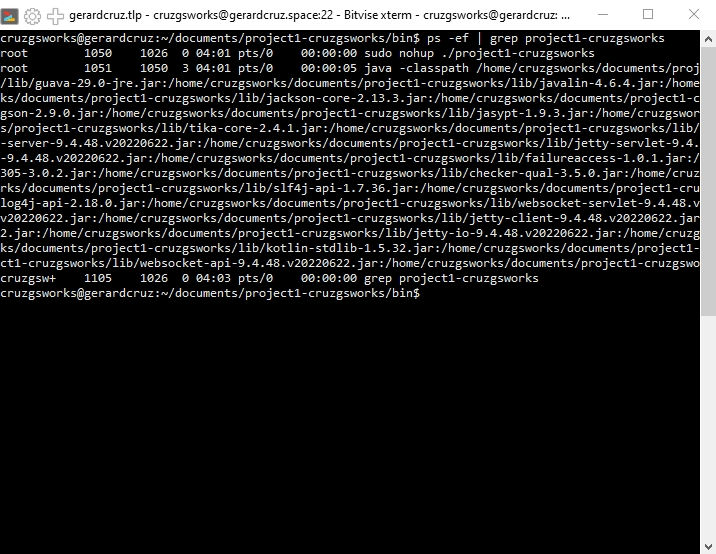 gerardcruz.tlp - cruzgsworks@gerardcruz.space:22 - Bitvise xterm - cruzgsworks@gerardcruz: ...
cruzgsworks@gerardcruz:~/documents/project1-cruzgsworks/bin$ ps -ef | grep project1-cruzgsworks
root 1050 1026 0 04:01 pts/0 00:00:00 sudo nohup ./project1-cruzgsworks
root 1051 1050 3 04:01 pts/0 00:00:05 java -classpath /home/cruzgsworks/documents/proj
/lib/guava-29.0-jre.jar:/home/cruzgsworks/documents/project1-cruzgsworks/lib/javalin-4.6.4.jar:/home
ks/documents/project1-cruzgsworks/lib/jackson-core-2.13.3.jar:/home/cruzgsworks/documents/project1-c
gson-2.9.0.jar:/home/cruzgsworks/documents/project1-cruzgsworks/lib/jasypt-1.9.3.jar:/home/cruzgswor
s/project1-cruzgsworks/lib/tika-core-2.4.1.jar:/home/cruzgsworks/documents/project1-cruzgsworks/lib/
-server-9.4.48.v20220622.jar:/home/cruzgsworks/documents/project1-cruzgsworks/lib/jetty-servlet-9.4.
-9.4.48.v20220622.jar:/home/cruzgsworks/documents/project1-cruzgsworks/lib/failureaccess-1.0.1.jar:/
305-3.0.2.jar:/home/cruzgsworks/documents/project1-cruzgsworks/lib/checker-qual-3.5.0.jar:/home/cruz
rks/documents/project1-cruzgsworks/lib/slf4j-api-1.7.36.jar:/home/cruzgsworks/documents/project1-cru
log4j-api-2.18.0.jar:/home/cruzgsworks/documents/project1-cruzgsworks/lib/websocket-servlet-9.4.48.v
v20220622.jar:/home/cruzgsworks/documents/project1-cruzgsworks/lib/jetty-client-9.4.48.v20220622.jar
2.jar:/home/cruzgsworks/documents/project1-cruzgsworks/lib/jetty-io-9.4.48.v20220622.jar:/home/cruzg
ks/documents/project1-cruzgsworks/lib/kotlin-stdlib-1.5.32.jar:/home/cruzgsworks/documents/project1-
ct1-cruzgsworks/lib/websocket-api-9.4.48.v20220622.jar:/home/cruzgsworks/documents/project1-cruzgswo
cruzgsw+ 1105 1026 0 04:03 pts/0 00:00:00 grep project1-cruzgsworks
cruzgsworks@gerardcruz:~/documents/project1-cruzgsworks/bin$